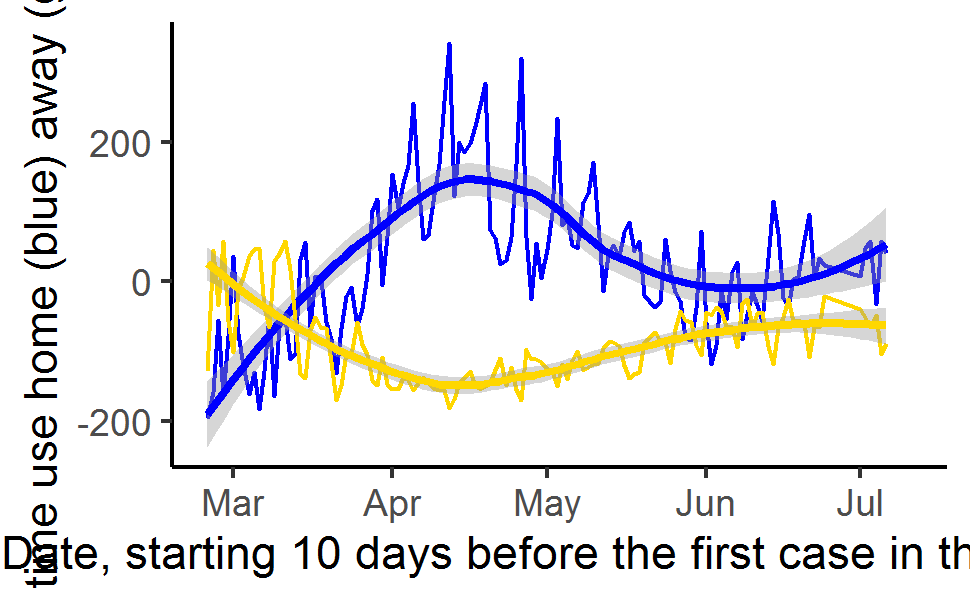 time use home (blue) away (
200
0
-200
Mar Apr May Jun Jul
Date, starting 10 days before the first case in th